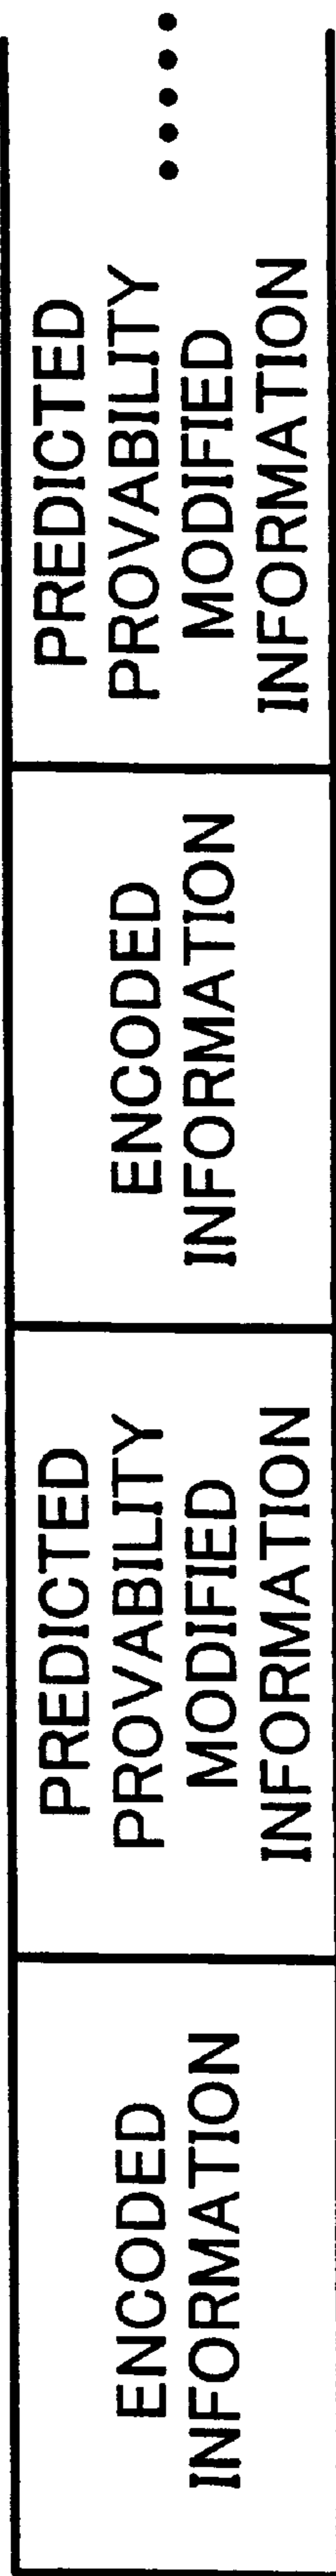 ENCODED
INFORMATION
PREDICTED
PROVABILITY
MODIFIED
INFORMATION
ENCODED
INFORMATION
PREDICTED
PROVABILITY
MODIFIED
INFORMATION
•••••